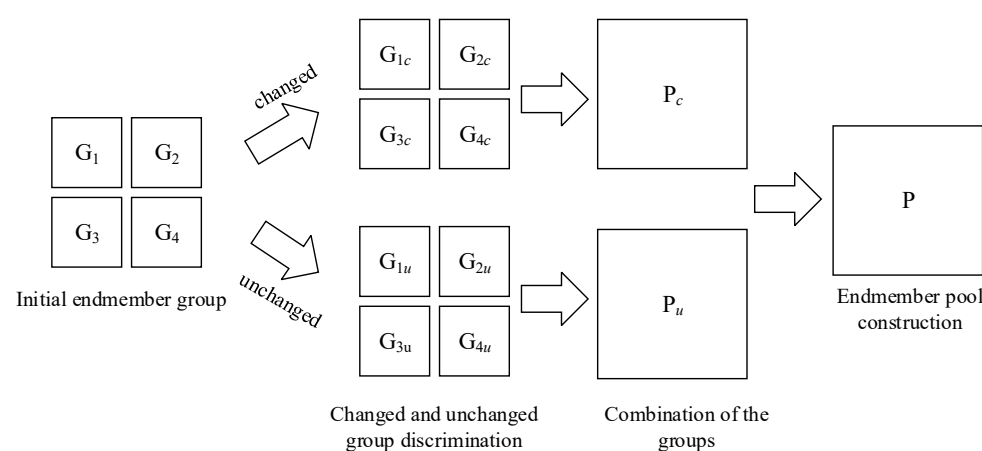 G1 G2
G3 G4
Initial endmember group
changed
unchanged
G1c G2c
G3c G4c
G1u G2u
G3u G4u
Changed and unchanged
group discrimination
Pc
Pu
Combination of the
groups
P
Endmember pool
construction